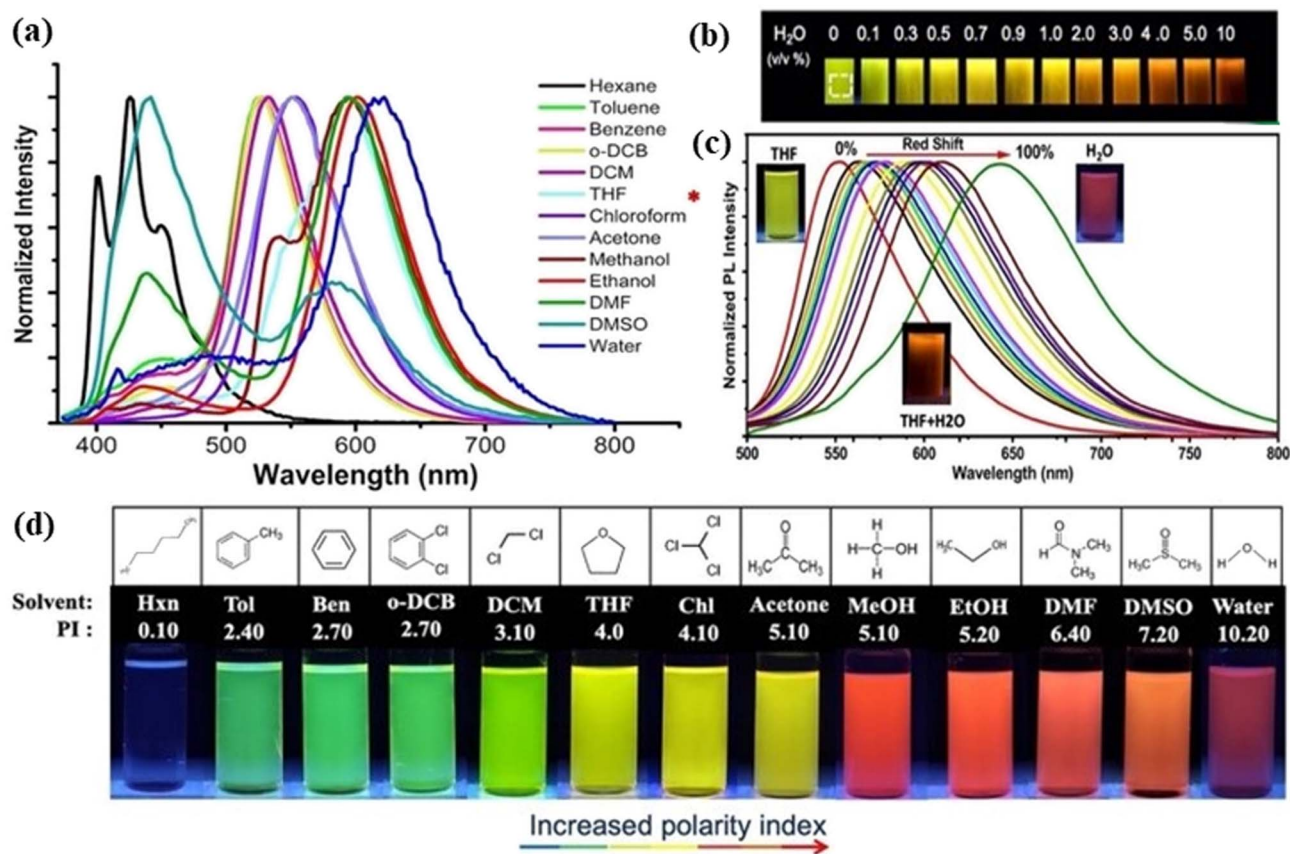 (a)
Normalized Intensity
Hexane
Toluene
Benzene
o-DCB
DCM
THF *
Chloroform
Acetone
Methanol
Ethanol
DMF
DMSO
Water
400 500 600 700 800
Wavelength (nm)
(b)
H₂O 0 0.1 0.3 0.5 0.7 0.9 1.0 2.0 3.0 4 .0 5.0 10
(v/v %)
(c)
Normalized PL Intensity
THF 0% Red Shift 100% H₂O
THF+H2O
500 550 600 650 700 750 800
Wavelength (nm)
(d)
CH₃ Cl Cl Cl Cl O Cl Cl Cl O H₃C CH₃ H H-C-OH H H₃C OH O H N CH₃ CH₃ O H₃C S CH₃ O H H
Solvent: Hxn Tol Ben o-DCB DCM THF Chl Acetone MeOH EtOH DMF DMSO Water
PI : 0.10 2.40 2.70 2.70 3.10 4.0 4.10 5.10 5.10 5.20 6.40 7.20 10.20
Increased polarity index